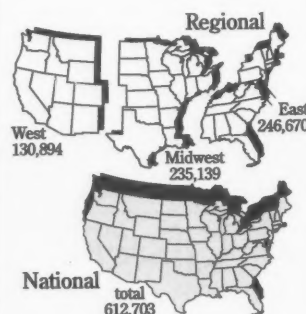 Regional
West
130,894
Midwest
235,139
East
246,670
National
total
612,703